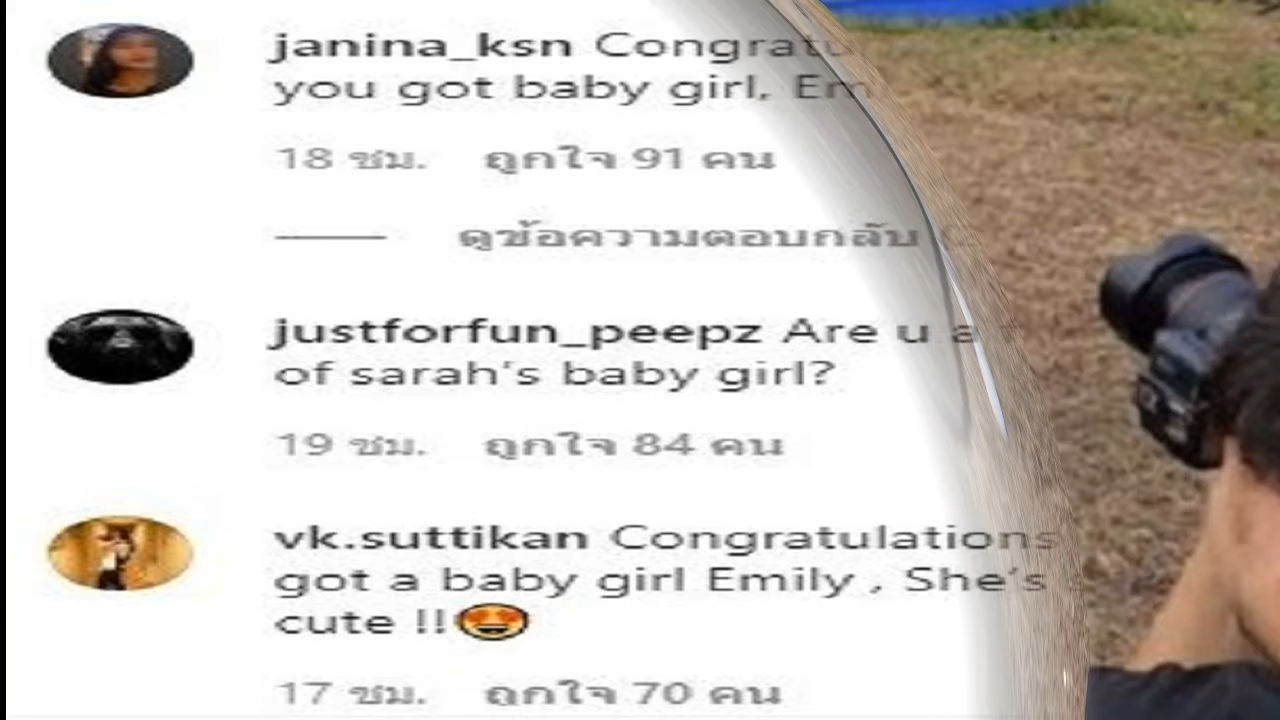 janina_ksn Congratu
you got baby girl, Em
18 ชม. ถูกใจ 91 คน
ดูข้อความตอบกลับ
justforfun_peepz Are u a
of sarah's baby girl?
19 ชม. ถูกใจ 84 คน
vk.suttikan Congratulations
got a baby girl Emily , She's
cute !!😍
17 ชม. ถูกใจ 70 คน